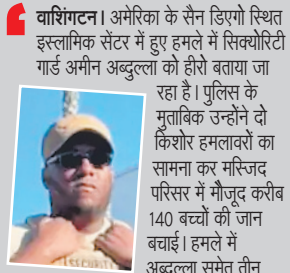 वाशिंगटन। अमेरिका के सैन डिएगो स्थित
इस्लामिक सेंटर में हुए हमले में सिक्योरिटी
गार्ड अमीन अब्दुल्ला को हीरो बताया जा
रहा है। पुलिस के
मुताबिक उन्होंने दो
किशोर हमलावरों का
सामना कर मस्जिद
परिसर में मौजूद करीब
140 बच्चों की जान
बचाई। हमले में
अब्दुल्ला समेत तीन